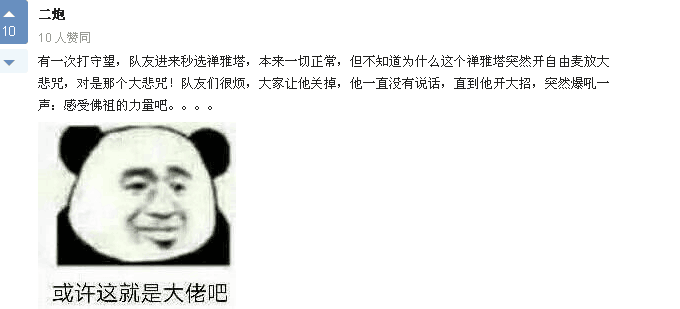 二炮
10
10 人赞同
有一次打守望，队友进来秒选禅雅塔，本来一切正常，但不知道为什么这个禅雅塔突然开自由麦放大
悲咒，对是那个大悲咒！队友们很烦，大家让他关掉，他一直没有说话，直到他开大招，突然爆吼一
声：感受佛祖的力量吧。。。。
或许这就是大佬吧